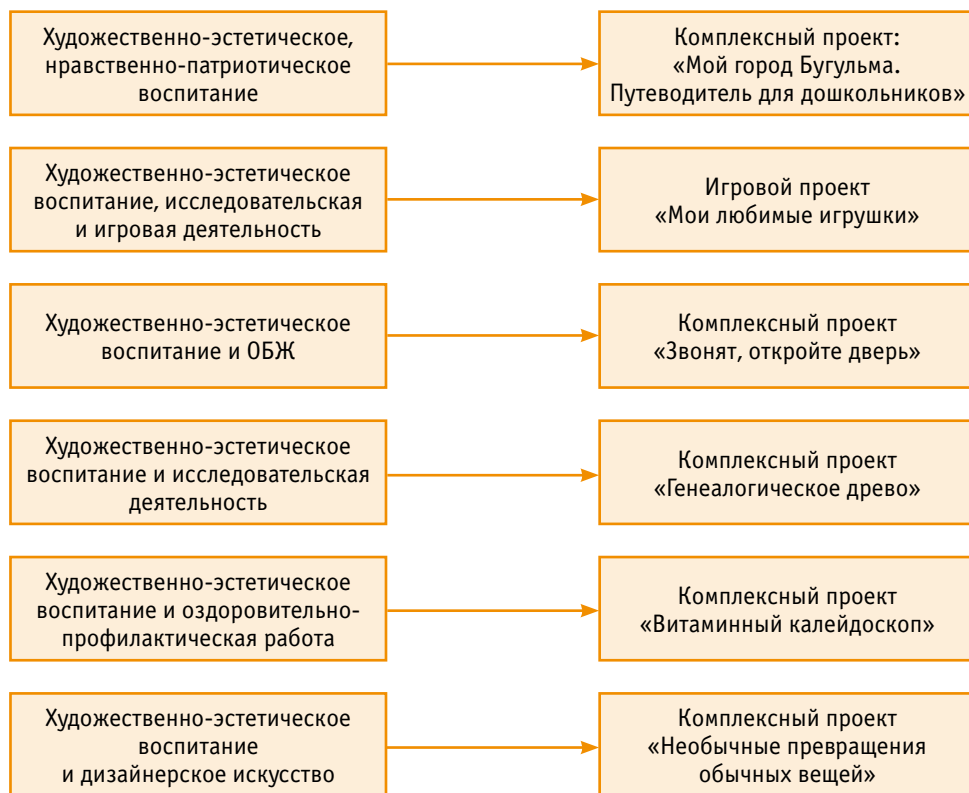 Художественно-эстетическое,
нравственно-патриотическое
воспитание
Комплексный проект:
«Мой город Бугульма.
Путеводитель для дошкольников»
Художественно-эстетическое
воспитание, исследовательская
и игровая деятельность
Игровой проект
«Мои любимые игрушки»
Художественно-эстетическое
воспитание и ОБЖ
Комплексный проект
«Звонят, откройте дверь»
Художественно-эстетическое
воспитание и исследовательская
деятельность
Комплексный проект
«Генеалогическое древо»
Художественно-эстетическое
воспитание и оздоровительно-
профилактическая работа
Комплексный проект
«Витаминный калейдоскоп»
Художественно-эстетическое
воспитание
и дизайнерское искусство
Комплексный проект
«Необычные превращения
обычных вещей»